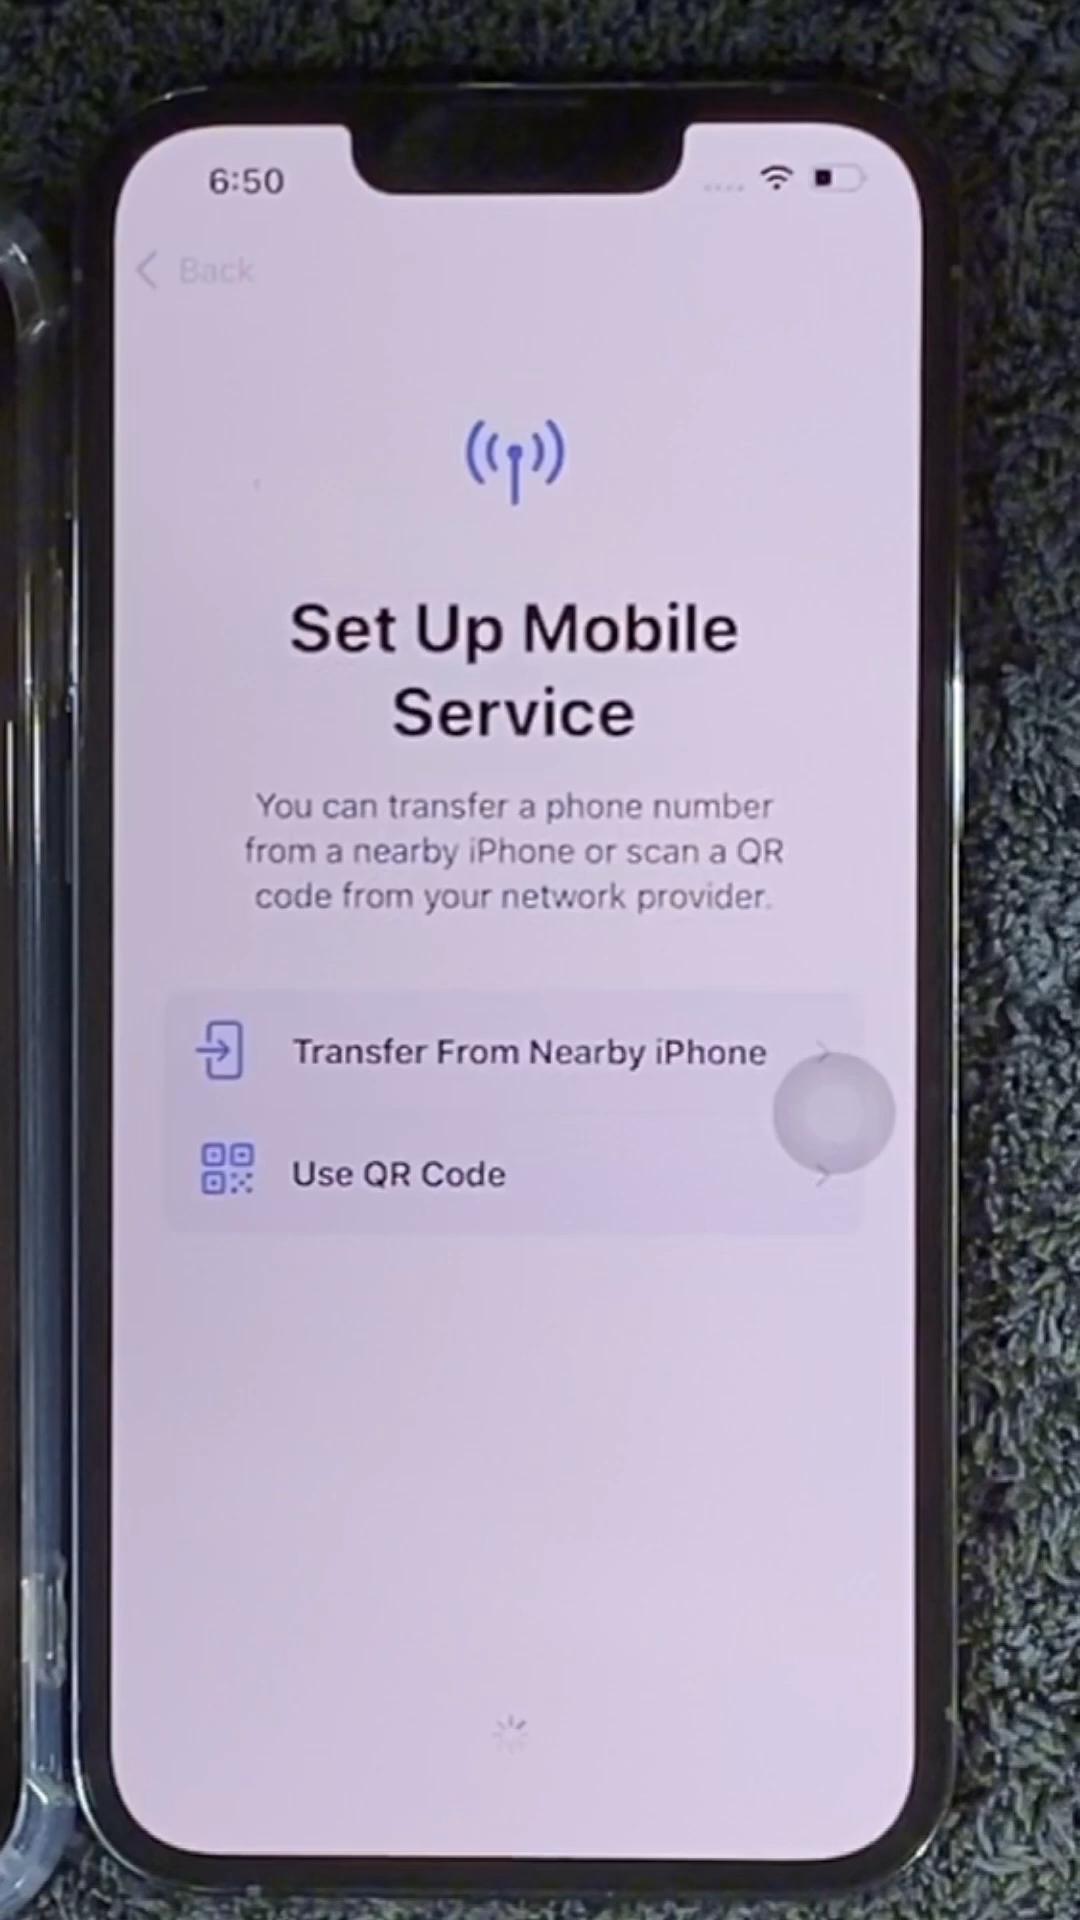 6:50
Back
Set Up Mobile
Service
You can transfer a phone number
from a nearby iPhone or scan a QR
code from your network provider.
Transfer From Nearby iPhone
Use QR Code